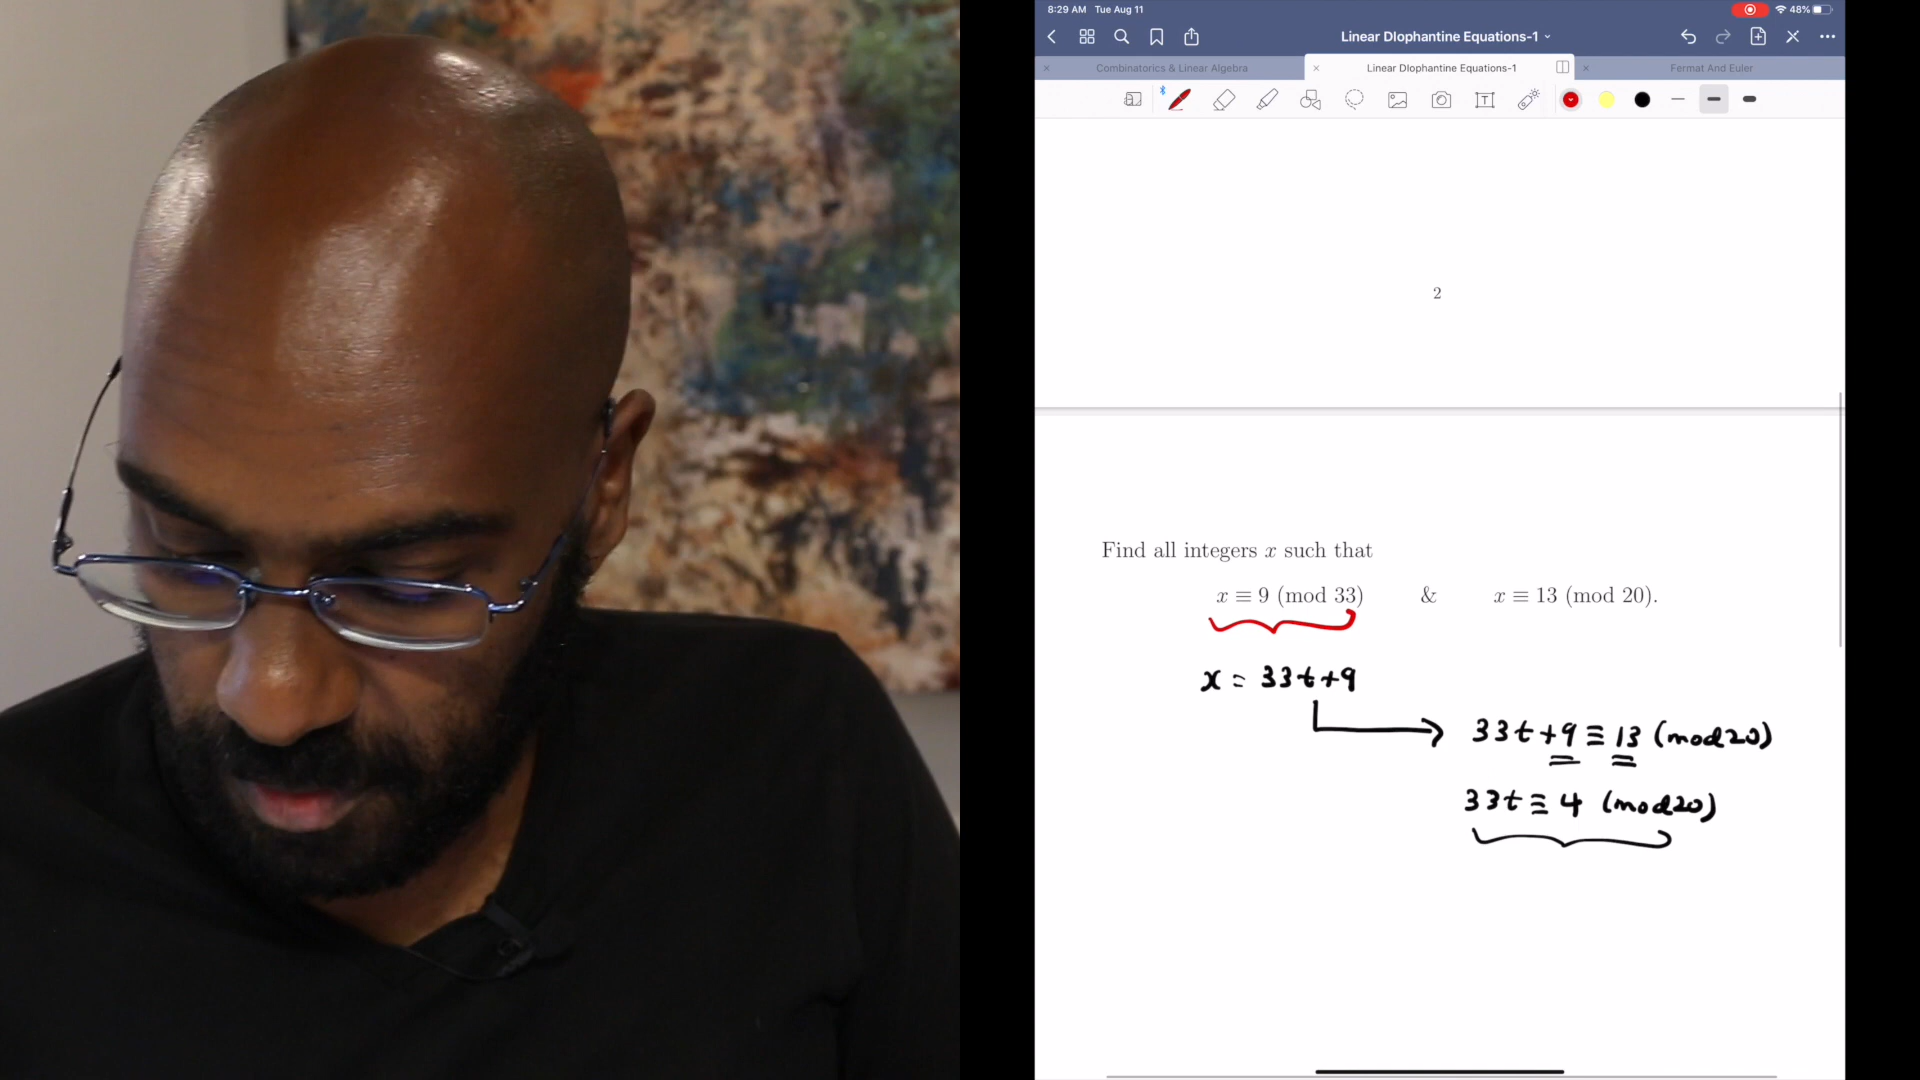 8:29 AM Tue Aug 11
48%
Linear DIophantine Equations-1
Combinatorics & Linear Algebra
Linear DIophantine Equations-1
Fermat And Euler
2
Find all integers x such that
x ≡ 9 (mod 33) & x ≡ 13 (mod 20).
x = 33t+9
33t+9 ≡ 13 (mod20)
33t ≡ 4 (mod20)